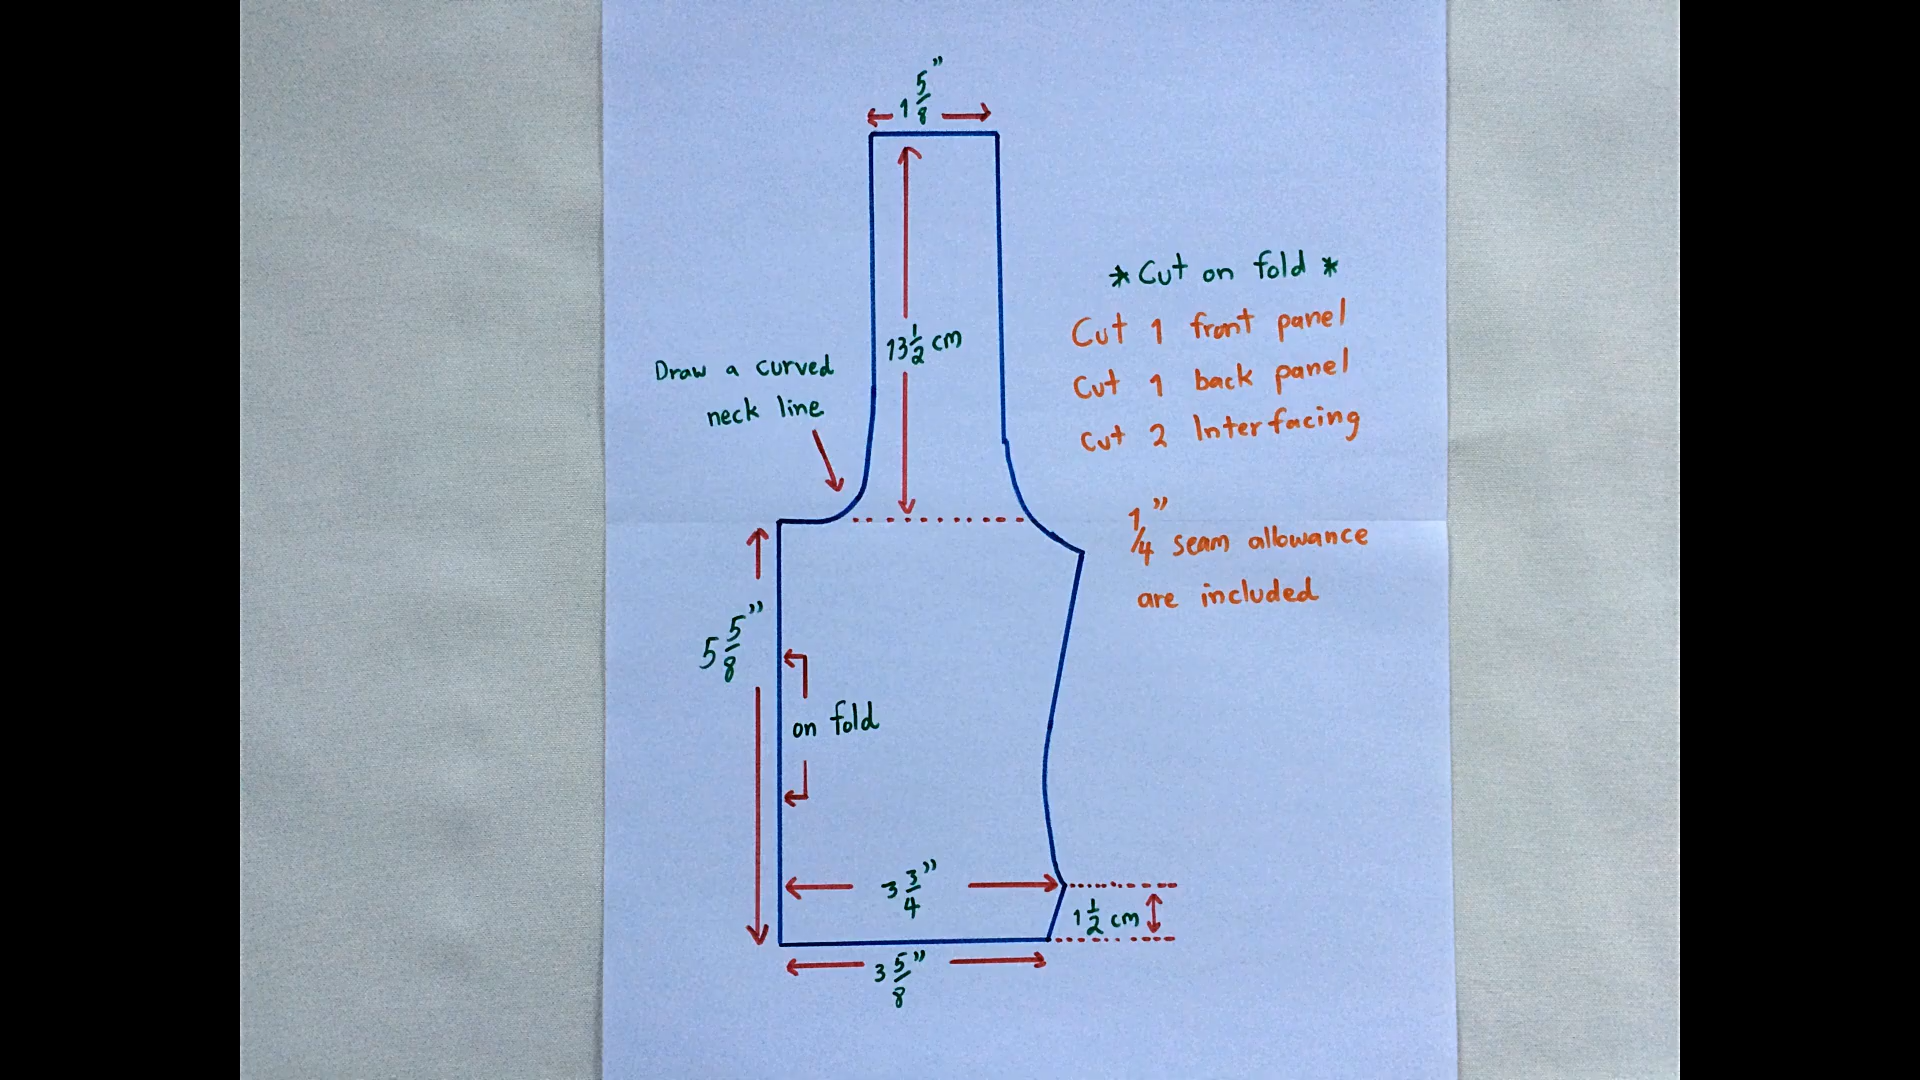 1 5/8"
13 1/2 cm
Draw a curved
neck line
* Cut on fold *
Cut 1 front panel
Cut 1 back panel
Cut 2 Interfacing
1/4" seam allowance
are included
5 5/8"
on fold
3 3/4"
1 1/2 cm
3 5/8"